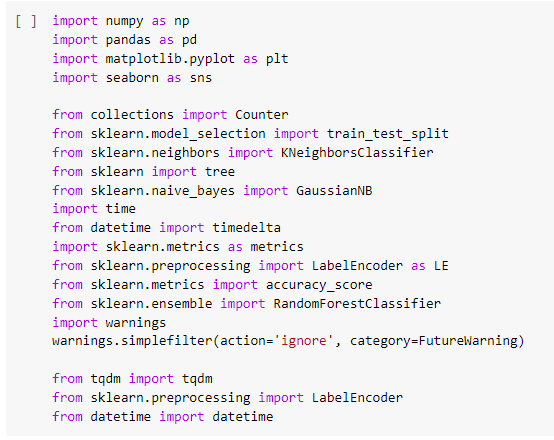 [ ] import numpy as np
import pandas as pd
import matplotlib.pyplot as plt
import seaborn as sns
from collections import Counter
from sklearn.model_selection import train_test_split
from sklearn.neighbors import KNeighborsClassifier
from sklearn import tree
from sklearn.naive_bayes import GaussianNB
import time
from datetime import timedelta
import sklearn.metrics as metrics
from sklearn.preprocessing import LabelEncoder as LE
from sklearn.metrics import accuracy_score
from sklearn.ensemble import RandomForestClassifier
import warnings
warnings.simplefilter(action='ignore', category=FutureWarning)
from tqdm import tqdm
from sklearn.preprocessing import LabelEncoder
from datetime import datetime